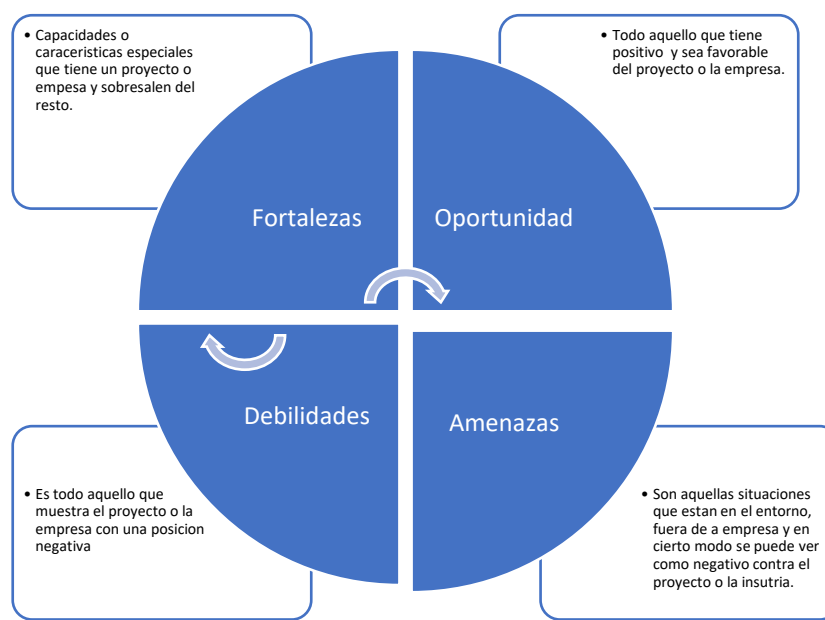 • Capacidades o
caraceristicas especiales
que tiene un proyecto o
empesa y sobresalen del
resto.
• Todo aquello que tiene
positivo y sea favorable
del proyecto o la empresa.
Fortalezas
Oportunidad
Debilidades
Amenazas
• Es todo aquello que
muestra el proyecto o la
empresa con una posicion
negativa
• Son aquellas situaciones
que estan en el entorno,
fuera de a empresa y en
cierto modo se puede ver
como negativo contra el
proyecto o la insutria.